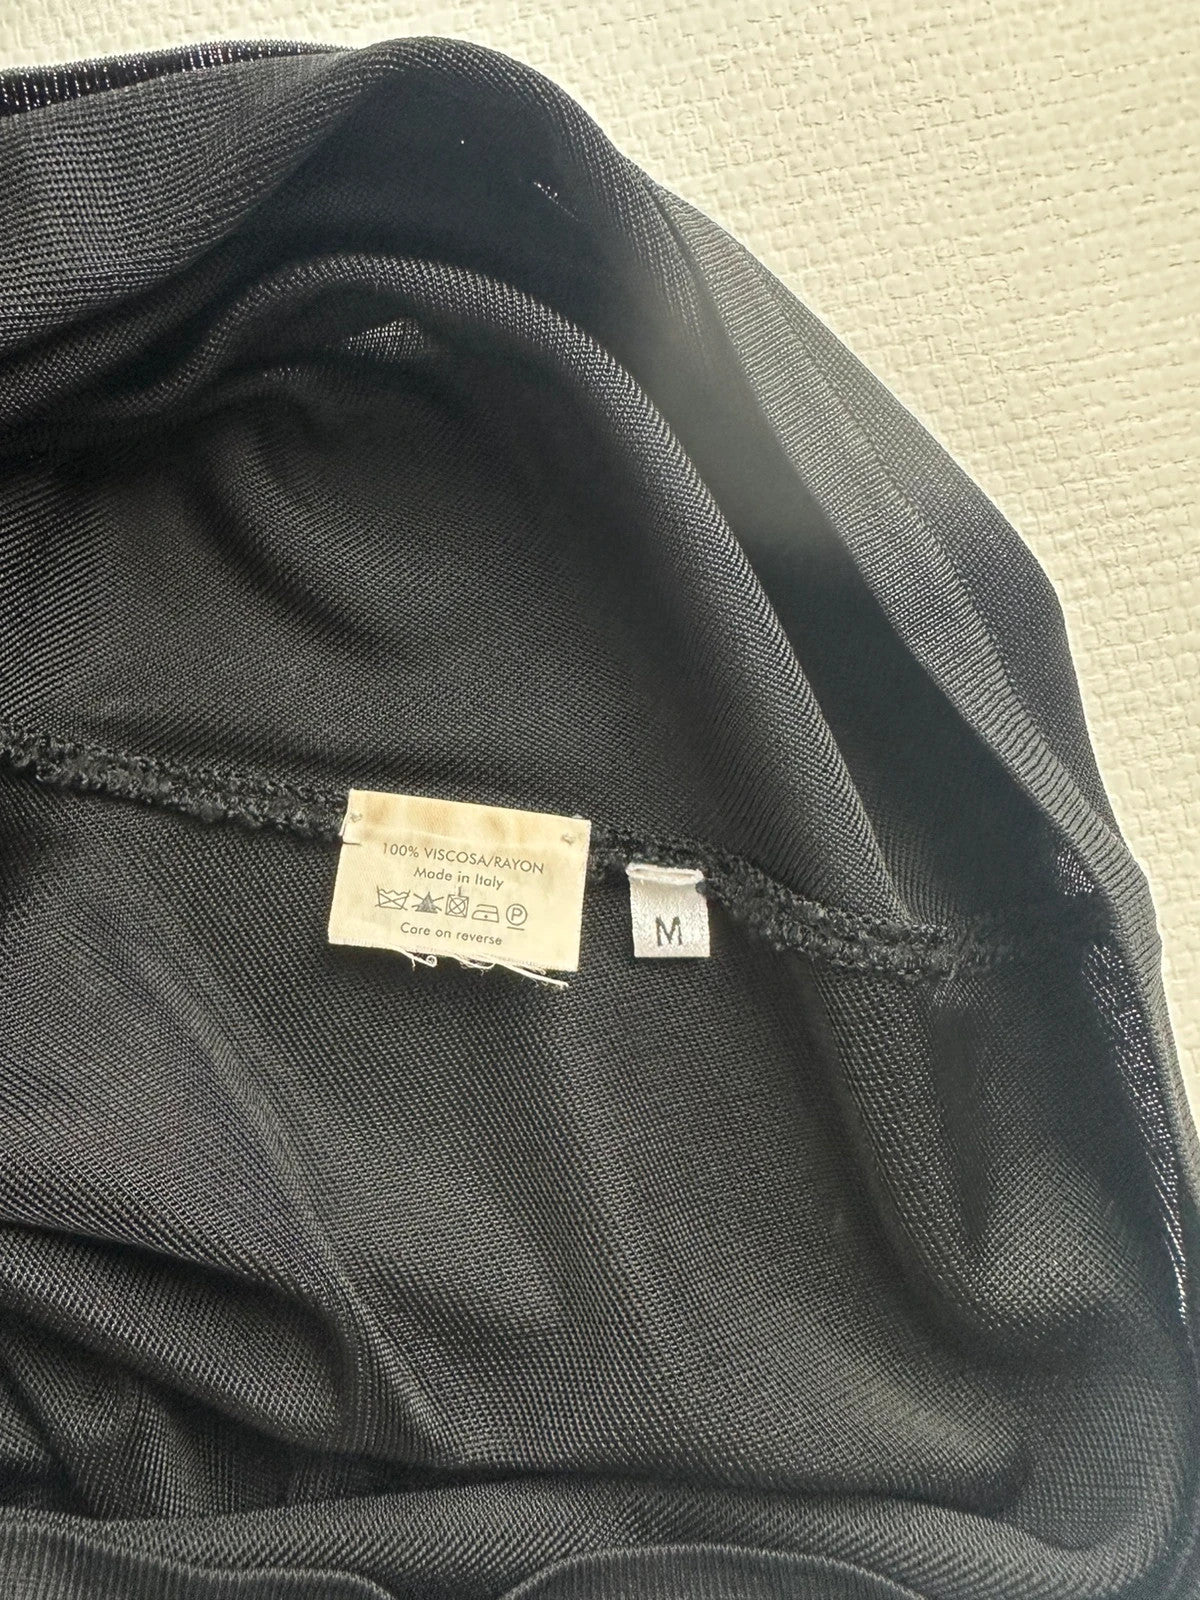 100% VISCOSA/RAYON
Made in Italy
P
Care on reverse
M